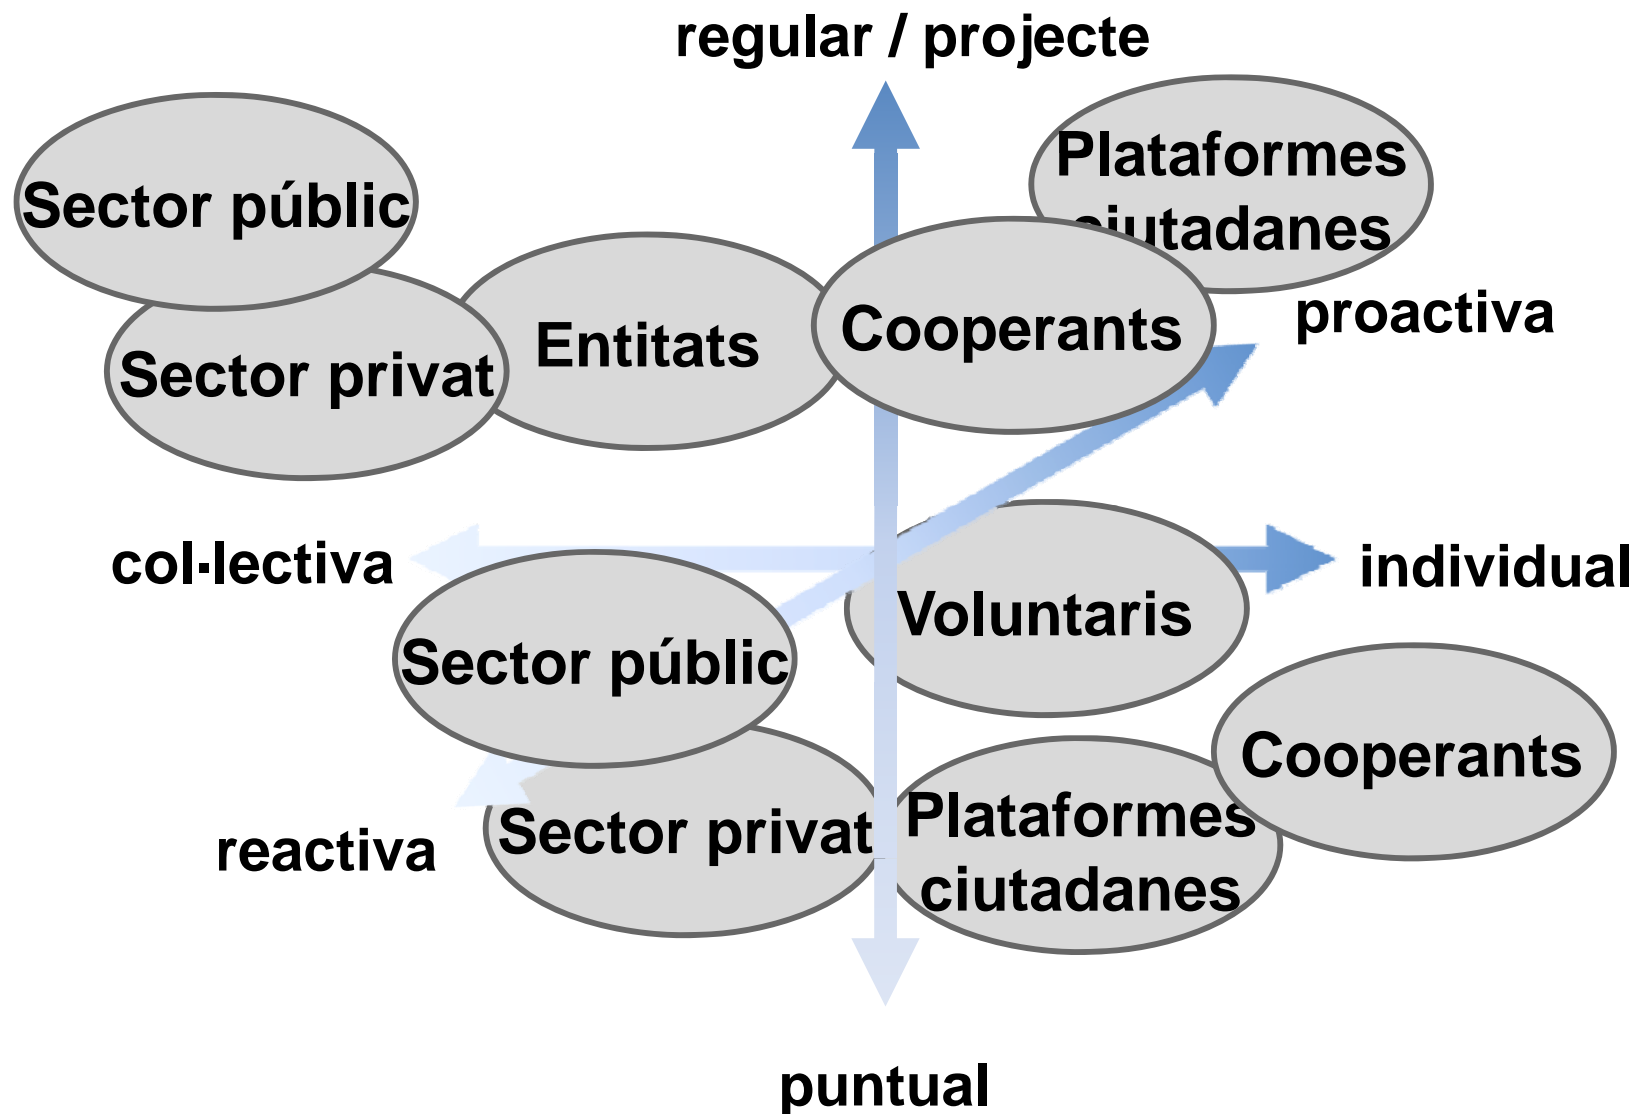 regular / projecte
Plataformes
ciutadanes
Sector públic
Cooperants
proactiva
Entitats
Sector privat
col·lectiva
individual
Voluntaris
Sector públic
Cooperants
Plataformes
ciutadanes
Sector privat
reactiva
puntual